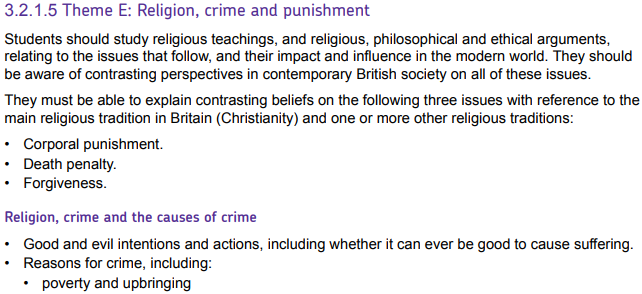 3.2.1.5 Theme E: Religion, crime and punishment
Students should study religious teachings, and religious, philosophical and ethical arguments,
relating to the issues that follow, and their impact and influence in the modern world. They should
be aware of contrasting perspectives in contemporary British society on all of these issues.
They must be able to explain contrasting beliefs on the following three issues with reference to the
main religious tradition in Britain (Christianity) and one or more other religious traditions:
• Corporal punishment.
• Death penalty.
• Forgiveness.
Religion, crime and the causes of crime
• Good and evil intentions and actions, including whether it can ever be good to cause suffering.
• Reasons for crime, including:
• poverty and upbringing